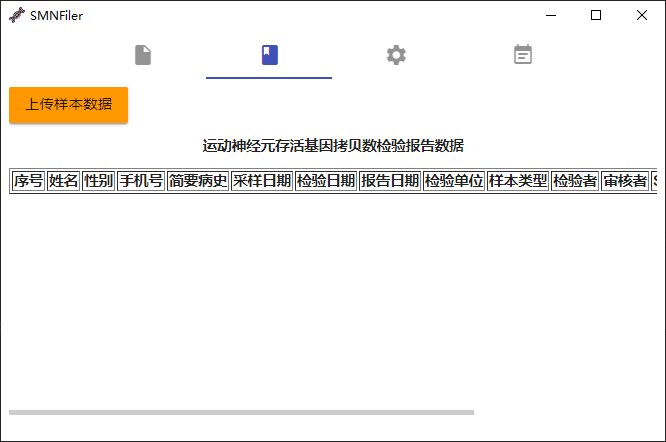 SMNFiler
上传样本数据
运动神经元存活基因拷贝数检验报告数据
序号 姓名 性别 手机号 简要病史 采样日期 检验日期 报告日期 检验单位 样本类型 检验者 审核者